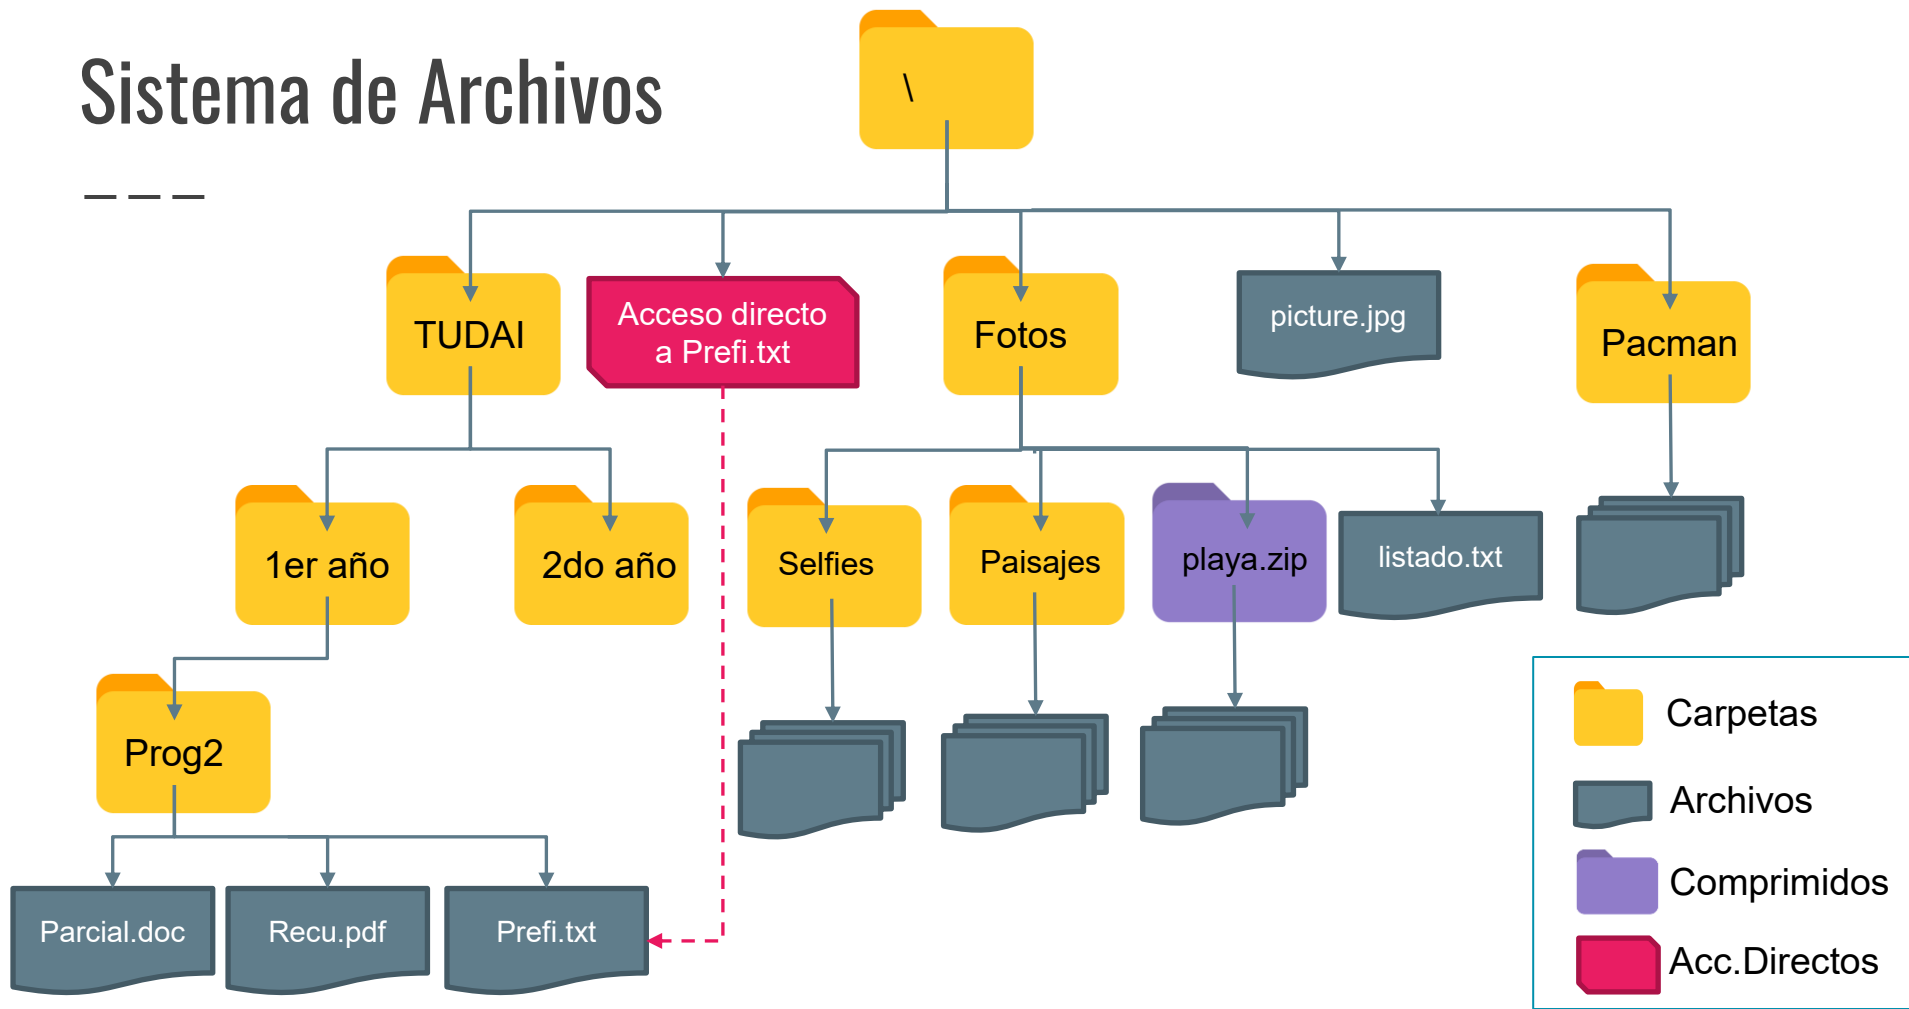 Sistema de Archivos
\
TUDAI
Acceso directo
a Prefi.txt
Fotos
picture.jpg
Pacman
1er año
2do año
Selfies
Paisajes
playa.zip
listado.txt
Prog2
Parcial.doc
Recu.pdf
Prefi.txt
Carpetas
Archivos
Comprimidos
Acc.Directos